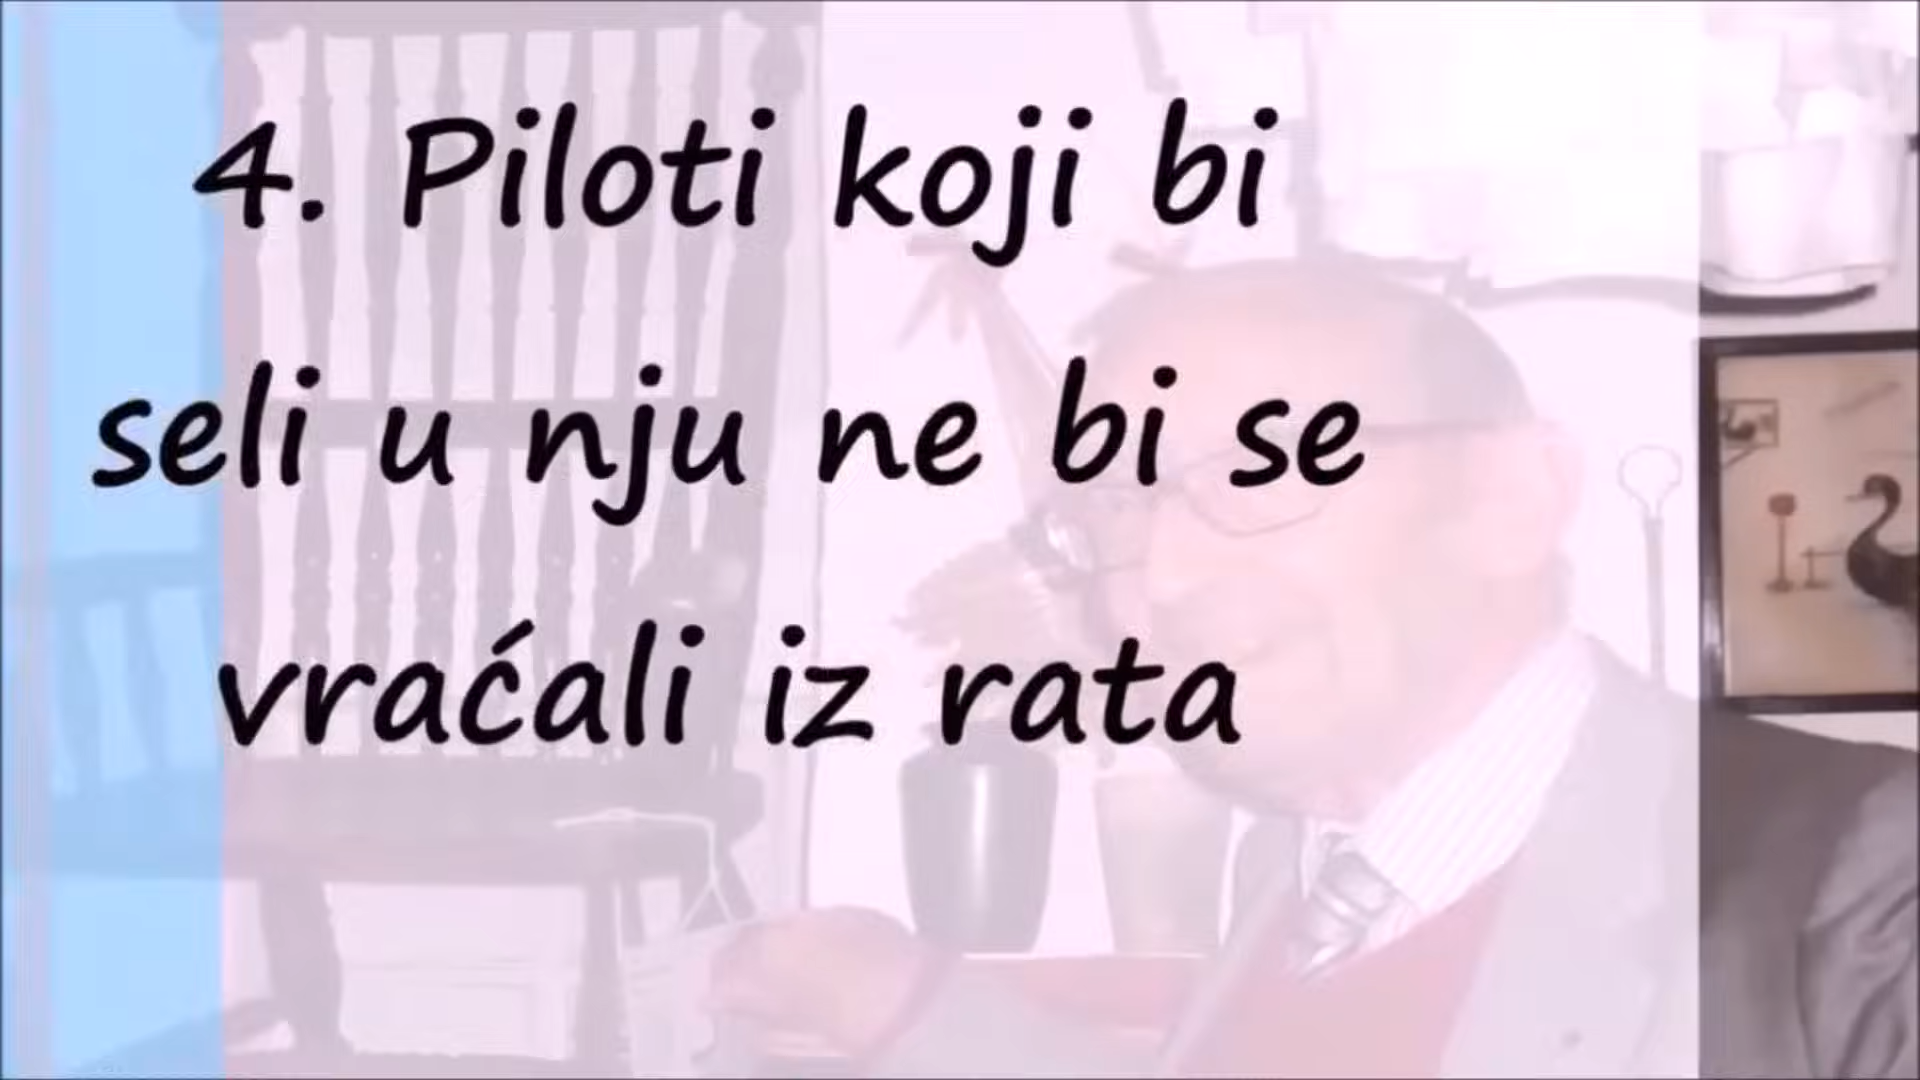 4. Piloti koji bi
seli u nju ne bi se
vraćali iz rata